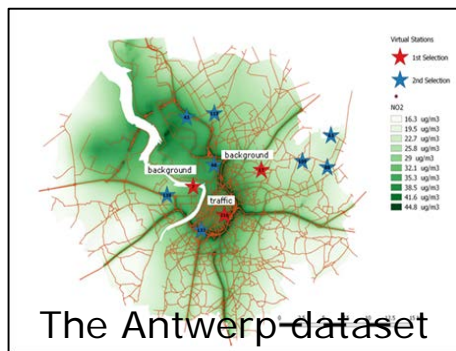 Virtual Stations
1st Selection
2nd Selection
NO2
16.3 ug/m3
19.5 ug/m3
22.7 ug/m3
25.8 ug/m3
29 ug/m3
32.1 ug/m3
35.3 ug/m3
38.5 ug/m3
41.6 ug/m3
44.8 ug/m3
background
background
traffic
The Antwerp dataset